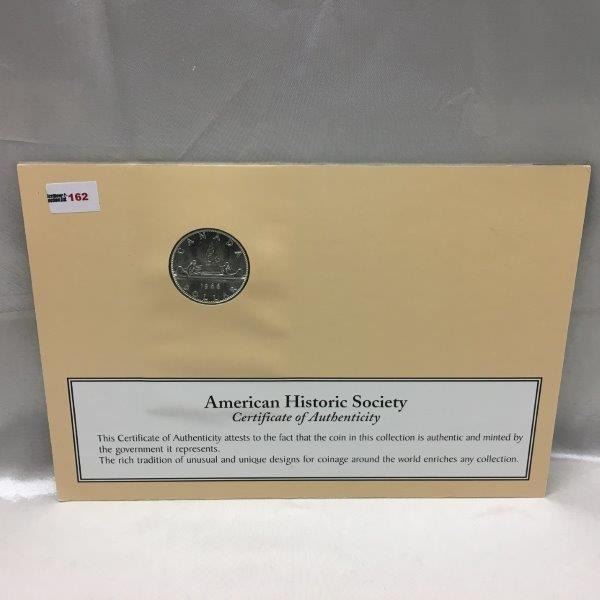 162
CANADA
1966
DOLLAR
American Historic Society
Certificate of Authenticity
This Certificate of Authenticity attests to the fact that the coin in this collection is authentic and minted by
the government it represents.
The rich tradition of unusual and unique designs for coinage around the world enriches any collection.